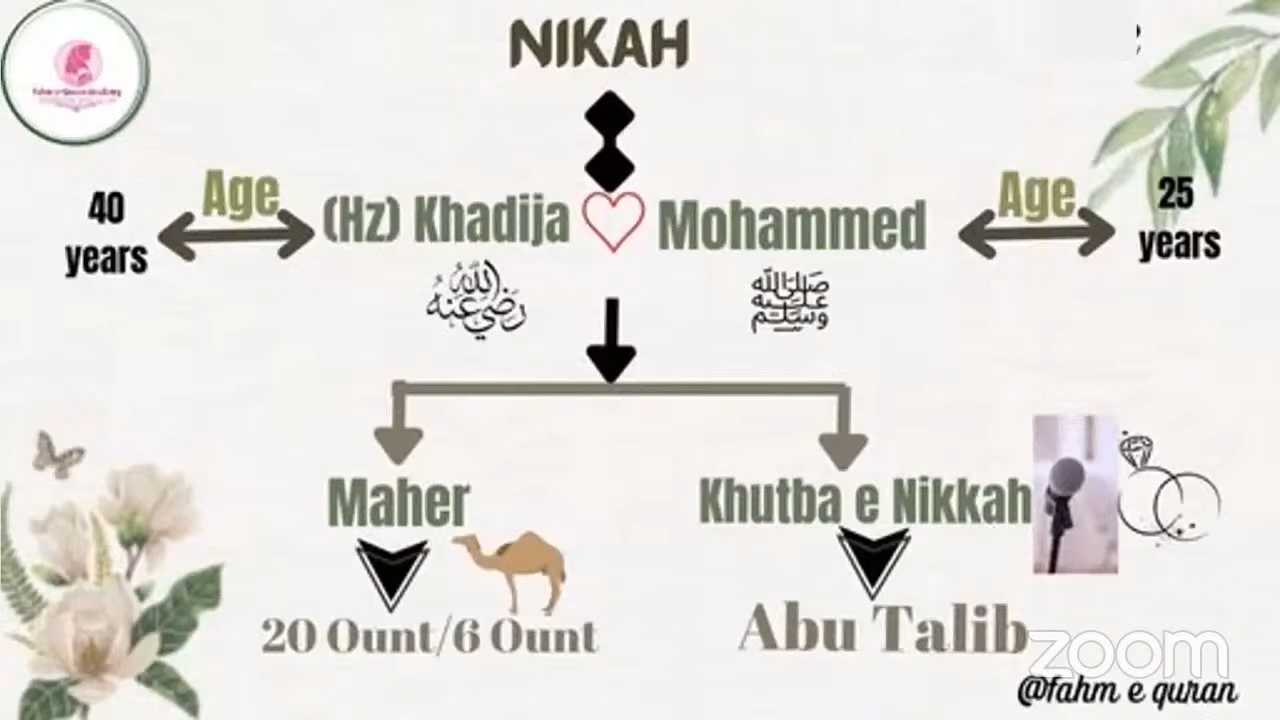 NIKAH
Age
Age
40
years
(Hz) Khadija
Mohammed
25
years
رضي الله عنه
صلى الله عليه وسلم
Maher
Khutba e Nikkah
20 Ount/6 Ount
Abu Talib
zoom
@fahm e quran